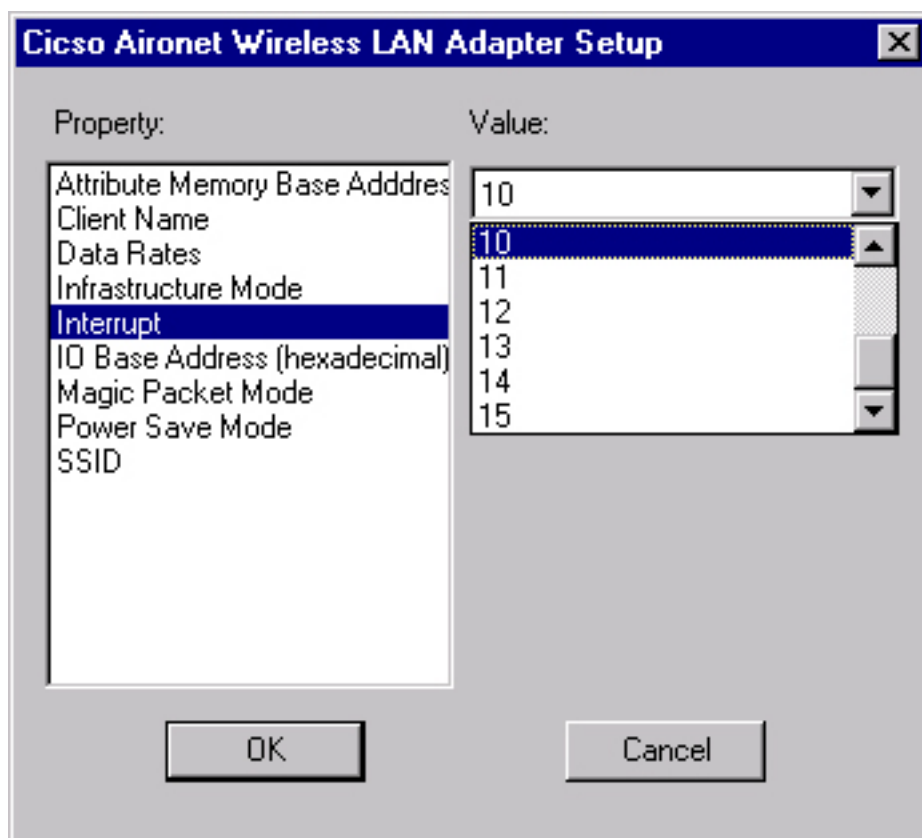 Cicso Aironet Wireless LAN Adapter Setup
Property:
Value:
Attribute Memory Base Adddres
Client Name
Data Rates
Infrastructure Mode
Interrupt
IO Base Address (hexadecimal)
Magic Packet Mode
Power Save Mode
SSID
10
10
11
12
13
14
15
OK
Cancel